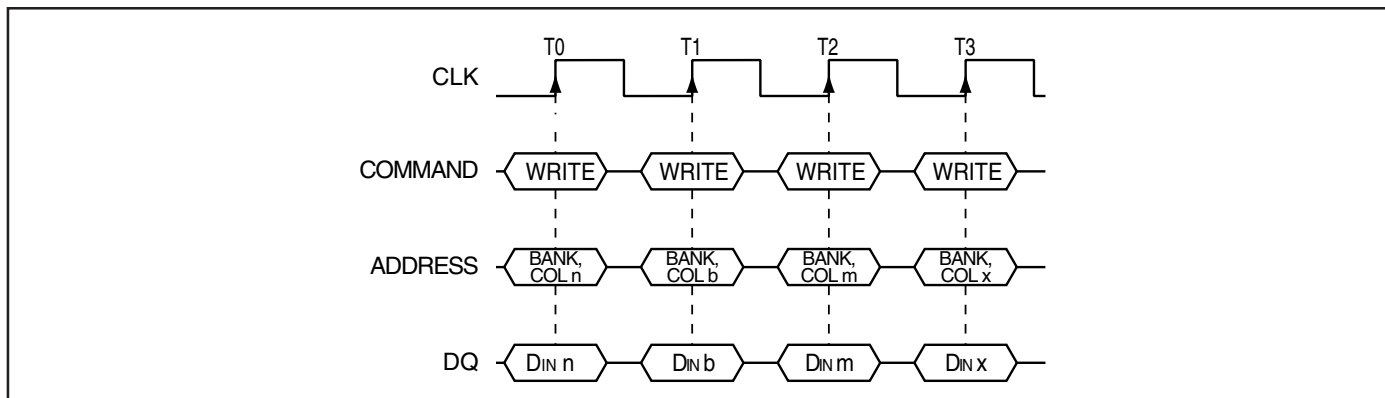 T0 T1 T2 T3
CLK
COMMAND WRITE WRITE WRITE WRITE
ADDRESS BANK, BANK, BANK, BANK,
COL n COL b COL m COL x
DQ DIN n DIN b DIN m DIN x